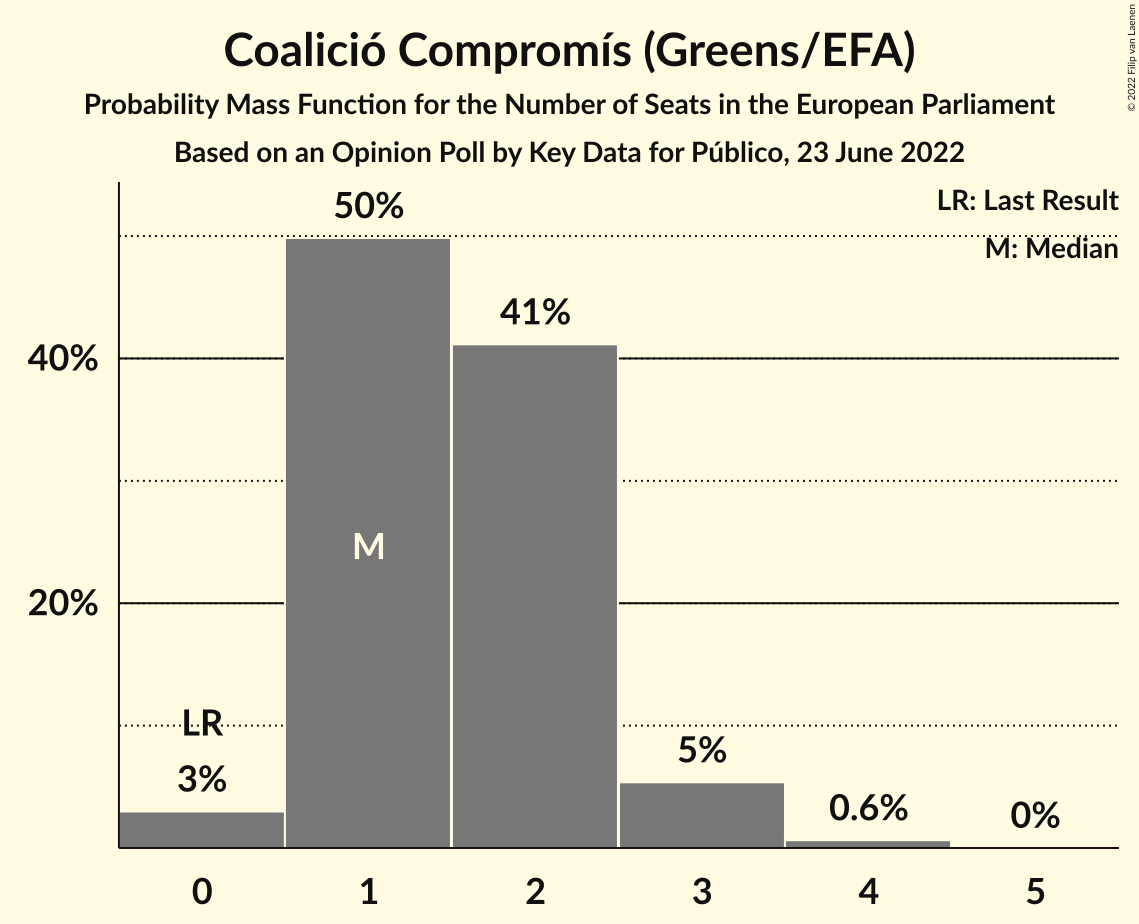 Coalició Compromís (Greens/EFA)
Probability Mass Function for the Number of Seats in the European Parliament
Based on an Opinion Poll by Key Data for Público, 23 June 2022
© 2022 Filip van Laenen
LR: Last Result
M: Median
50%
41%
40%
M
20%
LR
3%
5%
0.6%
0%
0 1 2 3 4 5